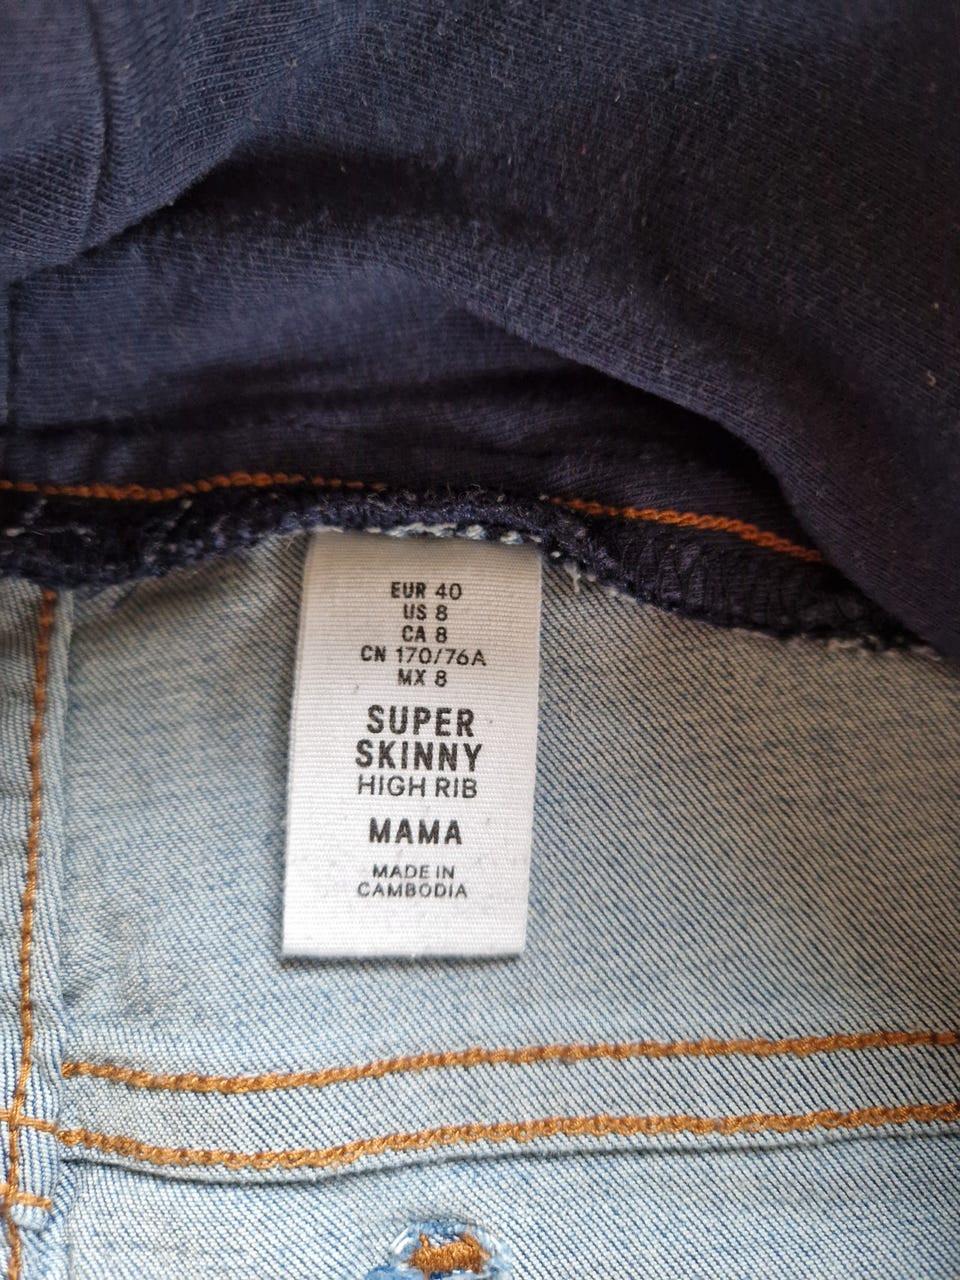 EUR 40
US 8
CA 8
CN 170/76A
MX 8
SUPER
SKINNY
HIGH RIB
MAMA
MADE IN
CAMBODIA